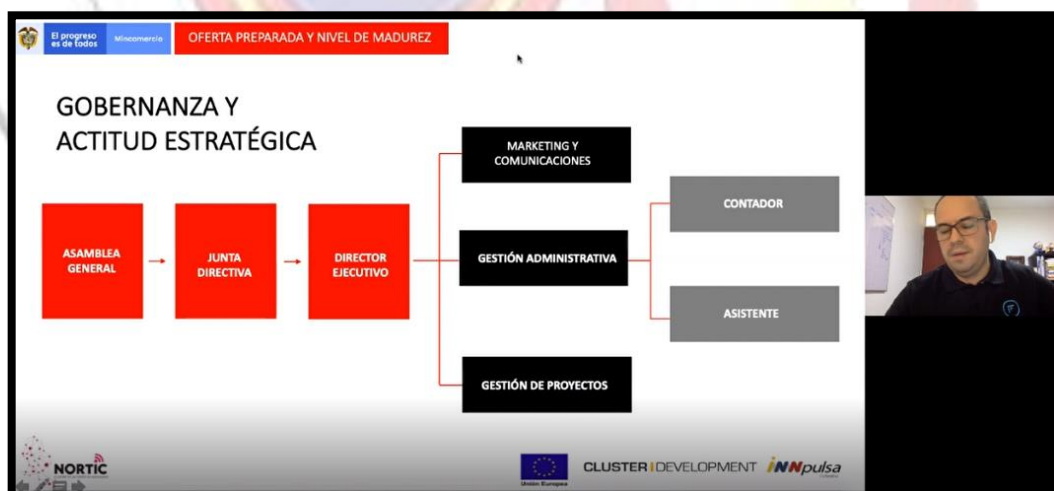 El progreso
es de todos
Mincomercio
OFERTA PREPARADA Y NIVEL DE MADUREZ
GOBERNANZA Y
ACTITUD ESTRATÉGICA
MARKETING Y
COMUNICACIONES
CONTADOR
ASAMBLEA
GENERAL
JUNTA
DIRECTIVA
DIRECTOR
EJECUTIVO
GESTIÓN ADMINISTRATIVA
ASISTENTE
GESTIÓN DE PROYECTOS
NORTIC
Unión Europea
CLUSTER DEVELOPMENT
iNNpulsa